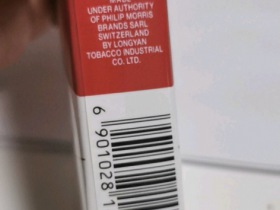 UNDER AUTHORITY
OF PHILIP MORRIS
BRANDS SARL
SWITZERLAND
BY LONGYAN
TOBACCO INDUSTRIAL
CO. LTD.
6 901028 1